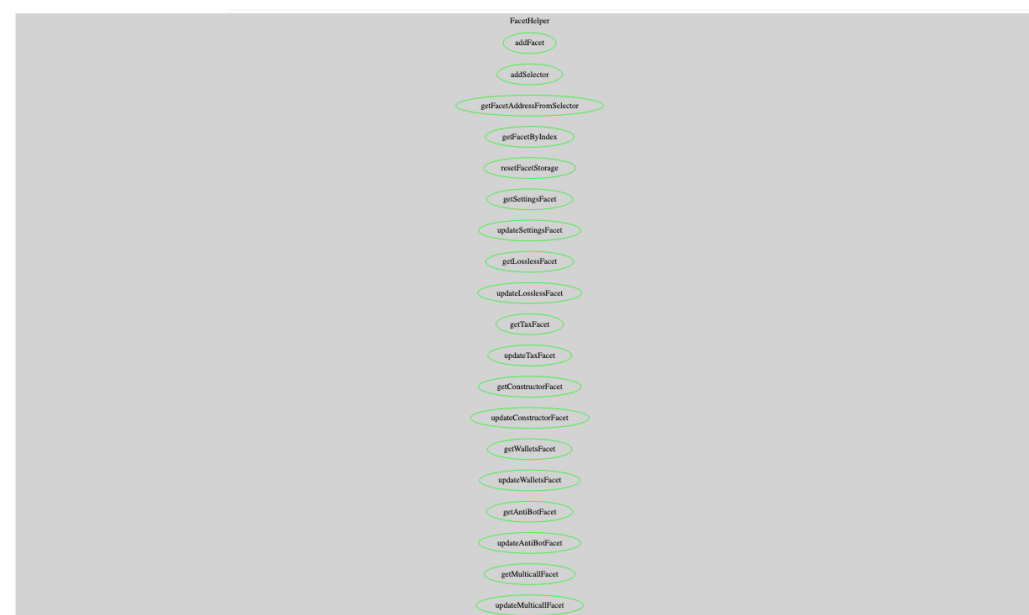 FacetHelper
addFacet
addSelector
getFacetAddressFromSelector
getFacetByIndex
resetFacetStorage
getSettingsFacet
updateSettingsFacet
getLosslessFacet
updateLosslessFacet
getTaxFacet
updateTaxFacet
getConstructorFacet
updateConstructorFacet
getWalletsFacet
updateWalletsFacet
getAntiBotFacet
updateAntiBotFacet
getMulticallFacet
updateMulticallFacet